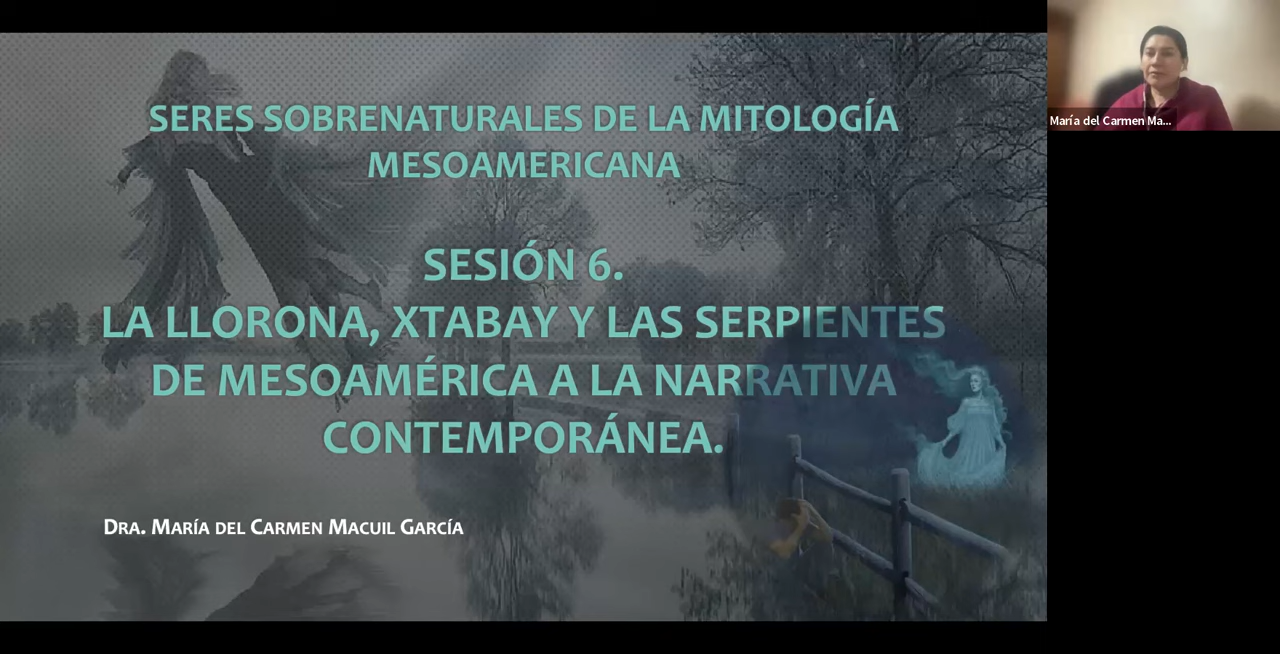 SERES SOBRENATURALES DE LA MITOLOGÍA
MESOAMERICANA
SESIÓN 6.
LA LLORONA, XTABAY Y LAS SERPIENTES
DE MESOAMÉRICA A LA NARRATIVA
CONTEMPORÁNEA.
DRA. MARÍA DEL CARMEN MACUIL GARCÍA
María del Carmen Ma...